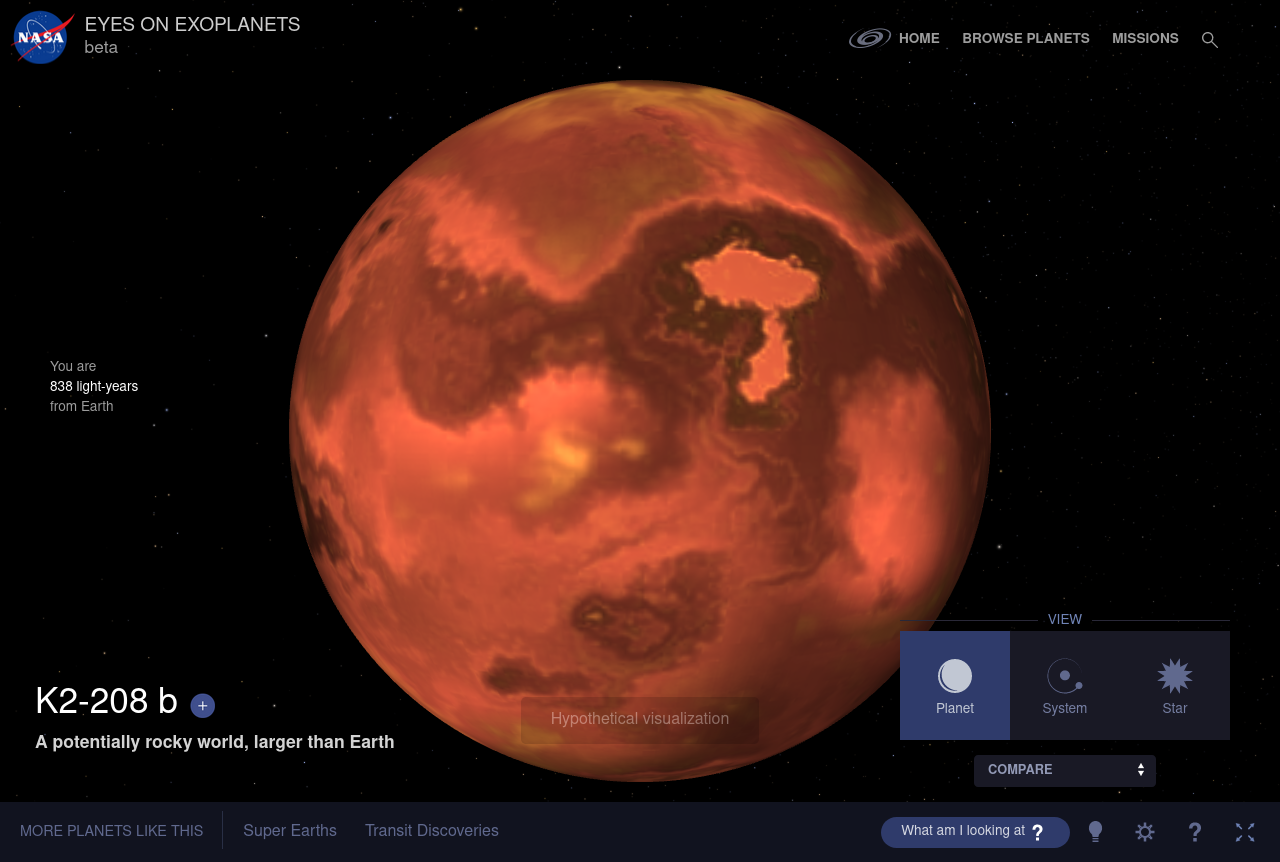 NASA
EYES ON EXOPLANETS
beta
HOME
BROWSE PLANETS
MISSIONS
You are
838 light-years
from Earth
VIEW
Planet
System
Star
K2-208 b +
A potentially rocky world, larger than Earth
Hypothetical visualization
COMPARE
MORE PLANETS LIKE THIS
Super Earths
Transit Discoveries
What am I looking at ?
?